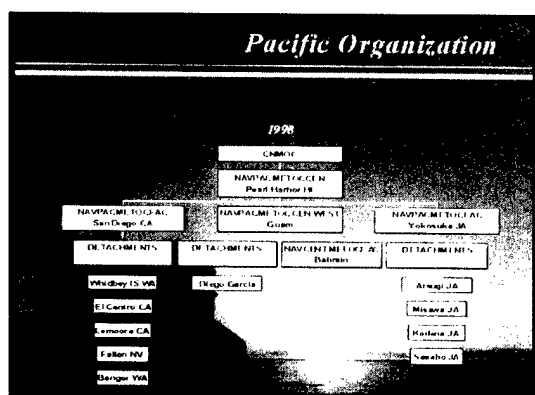 Pacific Organization
1998
CNMOC
NAVPACMETOCCEN
Pearl Harbor HI
NAVPACMETOCFAC
San Diego CA
NAVPACMETOCCEN WEST
Guam
NAVPACMETOCFAC
Yokosuka JA
DETACHMENTS
DETACHMENTS
NAVCENTMETOCFAC
Bahrain
DETACHMENTS
Whidbey IS WA
Diego Garcia
Atsugi JA
El Centro CA
Misawa JA
Lemoore CA
Kadena JA
Fallon NV
Sasebo JA
Bangor WA